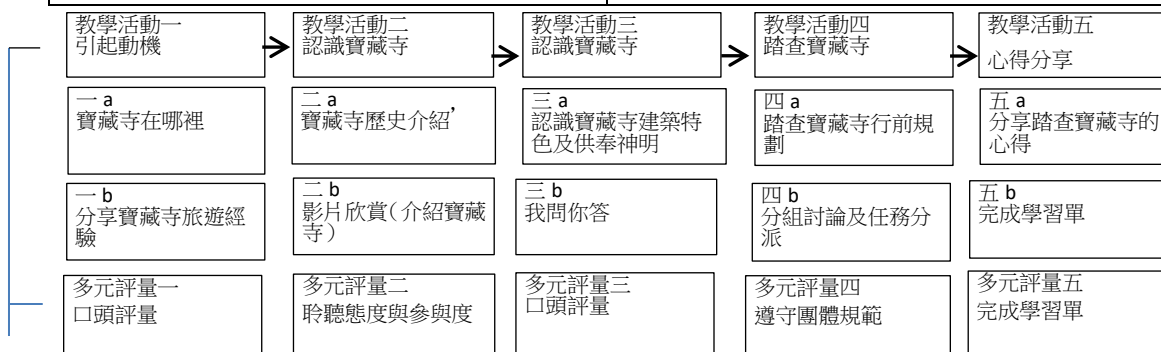 教學活動一
引起動機
教學活動二
認識寶藏寺
教學活動三
認識寶藏寺
教學活動四
踏查寶藏寺
教學活動五
心得分享
一 a
寶藏寺在哪裡
二 a
寶藏寺歷史介紹’
三 a
認識寶藏寺建築特
色及供奉神明
四 a
踏查寶藏寺行前規
劃
五 a
分享踏查寶藏寺的
心得
一 b
分享寶藏寺旅遊經
驗
二 b
影片欣賞(介紹寶藏
寺)
三 b
我問你答
四 b
分組討論及任務分
派
五 b
完成學習單
多元評量一
口頭評量
多元評量二
聆聽態度與參與度
多元評量三
口頭評量
多元評量四
遵守團體規範
多元評量五
完成學習單